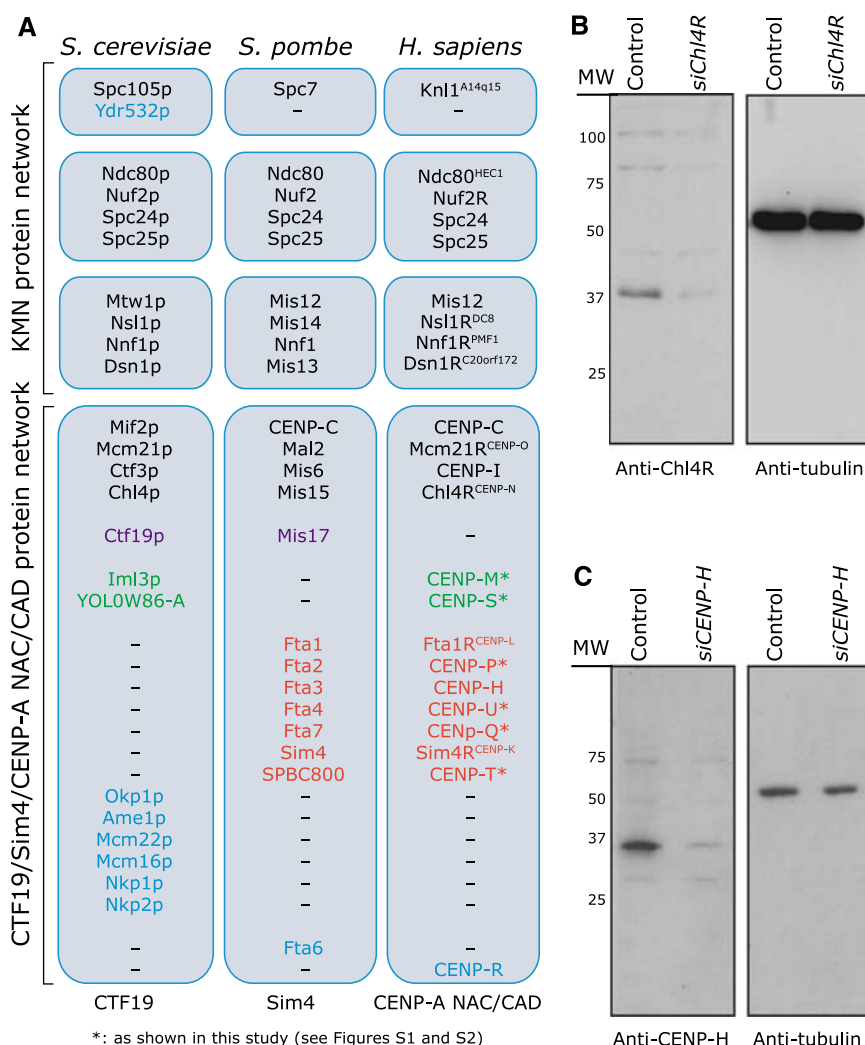 A
S. cerevisiae S. pombe H. sapiens
KMN protein network
Spc105p Spc7 Knl1A14q15
Ydr532p – –
Ndc80p Ndc80 Ndc80HEC1
Nuf2p Nuf2 Nuf2R
Spc24p Spc24 Spc24
Spc25p Spc25 Spc25
Mtw1p Mis12 Mis12
Nsl1p Mis14 Nsl1RDC8
Nnf1p Nnf1 Nnf1RPMF1
Dsn1p Mis13 Dsn1RC20orf172
CTF19/Sim4/CENP-A NAC/CAD protein network
Mif2p CENP-C CENP-C
Mcm21p Mal2 Mcm21RCENP-O
Ctf3p Mis6 CENP-I
Chl4p Mis15 Chl4RCENP-N
Ctf19p Mis17 –
Iml3p – CENP-M*
YOL0W86-A – CENP-S*
– Fta1 Fta1RCENP-L
– Fta2 CENP-P*
– Fta3 CENP-H
– Fta4 CENP-U*
– Fta7 CENp-Q*
– Sim4 Sim4RCENP-K
– SPBC800 CENP-T*
Okp1p – –
Ame1p – –
Mcm22p – –
Mcm16p – –
Nkp1p – –
Nkp2p – –
– Fta6 –
– – CENP-R
CTF19 Sim4 CENP-A NAC/CAD
*: as shown in this study (see Figures S1 and S2)
B
MW Control siChl4R Control siChl4R
100
75
50
37
25
Anti-Chl4R Anti-tubulin
C
MW Control siCENP-H Control siCENP-H
75
50
37
25
Anti-CENP-H Anti-tubulin